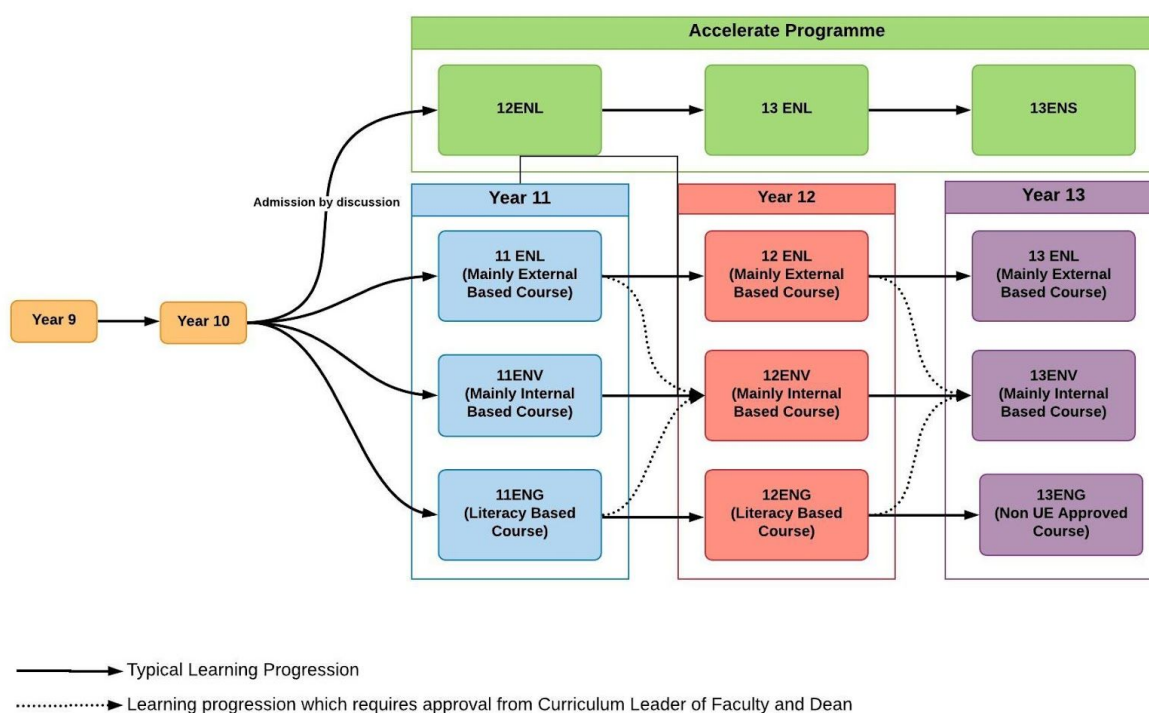 Accelerate Programme
12ENL
13 ENL
13ENS
Admission by discussion
Year 11
Year 12
Year 13
Year 9
Year 10
11 ENL
(Mainly External
Based Course)
12 ENL
(Mainly External
Based Course)
13 ENL
(Mainly External
Based Course)
11ENV
(Mainly Internal
Based Course)
12ENV
(Mainly Internal
Based Course)
13ENV
(Mainly Internal
Based Course)
11ENG
(Literacy Based
Course)
12ENG
(Literacy Based
Course)
13ENG
(Non UE Approved
Course)
Typical Learning Progression
Learning progression which requires approval from Curriculum Leader of Faculty and Dean